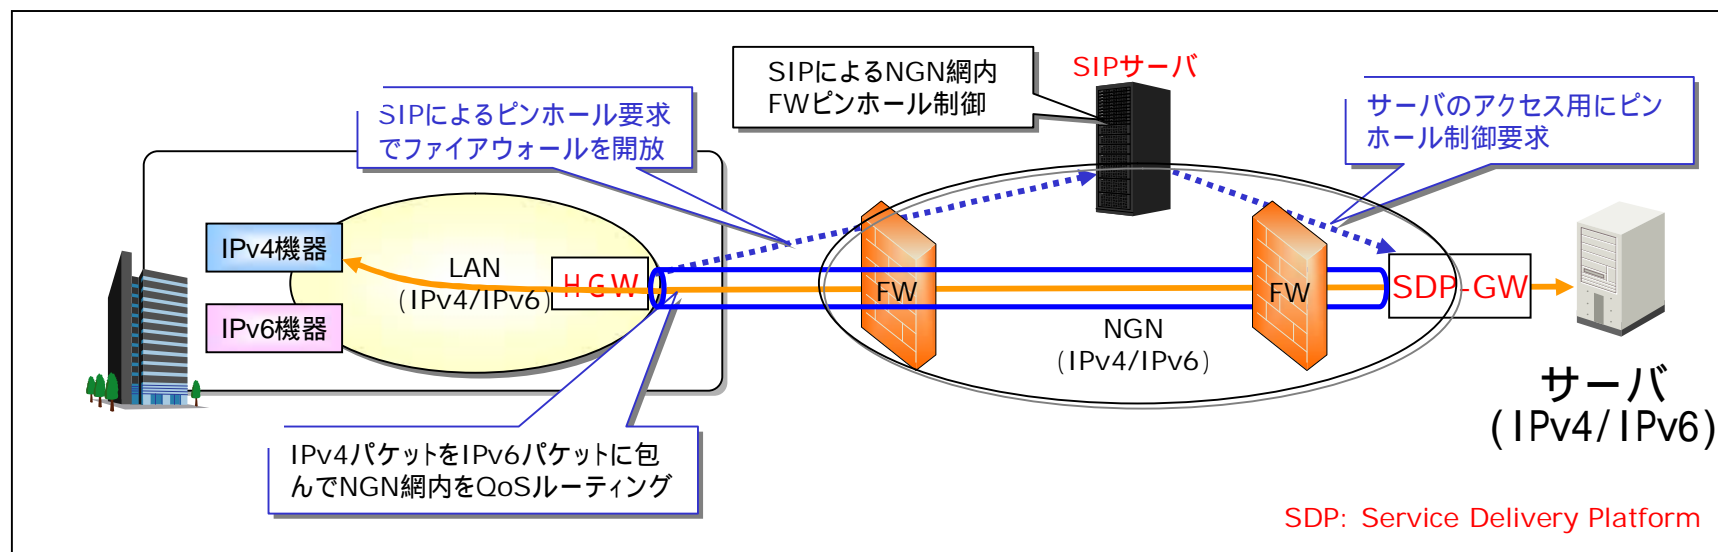 SIPによるNGN網内
FWピンホール制御
SIPサーバ
SIPによるピンホール要求
でファイアウォールを開放
サーバのアクセス用にピン
ホール制御要求
IPv4機器
IPv6機器
LAN
(IPv4/IPv6)
HGW
FW
FW
NGN
(IPv4/IPv6)
SDP-GW
サーバ
(IPv4/IPv6)
IPv4パケットをIPv6パケットに包
んでNGN網内をQoSルーティング
SDP: Service Delivery Platform